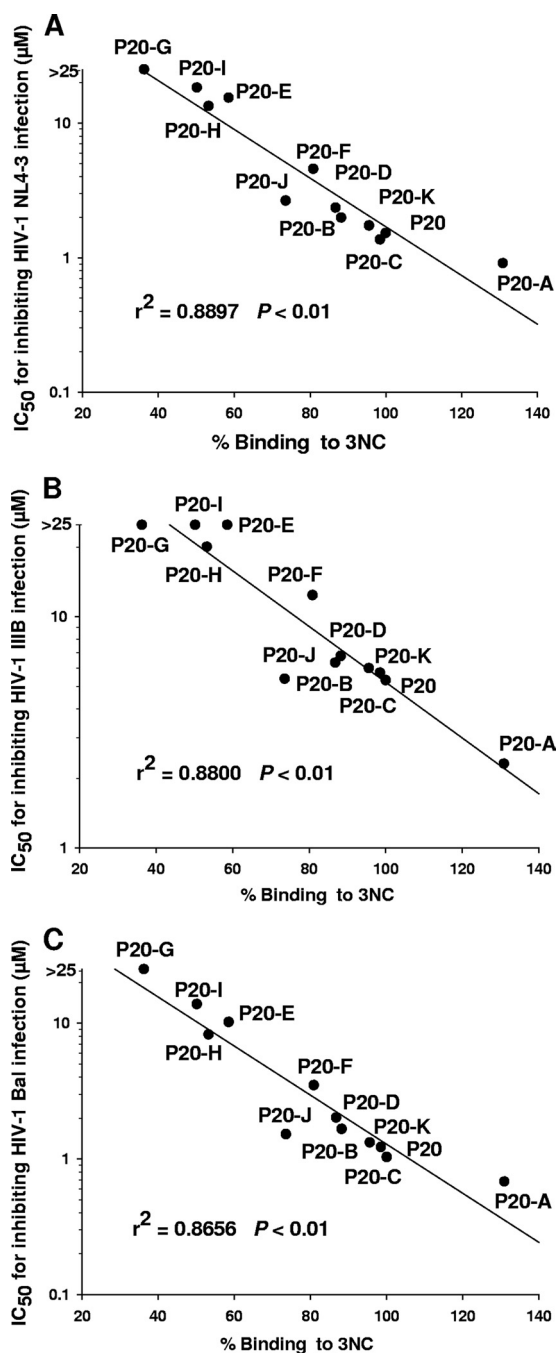 A
IC50 for inhibiting HIV-1 NL4-3 infection (µM)
>25
10
1
0.1
P20-G
P20-I
P20-E
P20-H
P20-F
P20-D
P20-J
P20-K
P20-B
P20
P20-C
P20-A
r2 = 0.8897 P < 0.01
20 40 60 80 100 120 140
% Binding to 3NC
B
IC50 for inhibiting HIV-1 IIIB infection (µM)
>25
10
1
P20-I
P20-G
P20-E
P20-H
P20-F
P20-D
P20-J
P20-K
P20-B
P20
P20-C
P20-A
r2 = 0.8800 P < 0.01
20 40 60 80 100 120 140
% Binding to 3NC
C
IC50 for inhibiting HIV-1 Bal infection (µM)
>25
10
1
0.1
P20-G
P20-I
P20-E
P20-H
P20-F
P20-D
P20-J
P20-K
P20-B
P20
P20-C
P20-A
r2 = 0.8656 P < 0.01
20 40 60 80 100 120 140
% Binding to 3NC